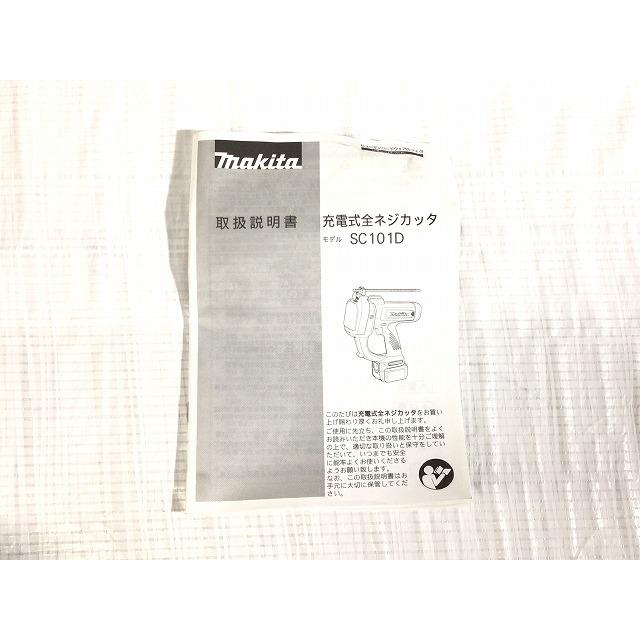 makita
取扱説明書
充電式全ネジカッタ
モデル SC101D
makita
このたびは充電式全ネジカッタをお買い
上げ賜わり厚くお礼申し上げます。
ご使用に先立ち、この取扱説明書をよく
お読みいただき本機の性能を十分ご理解
の上で、適切な取り扱いと保守をしてい
ただいて、いつまでも安全
に能率よくお使いくださる
ようお願い致します。
なお、この取扱説明書はお
手元に大切に保管してくだ
さい。